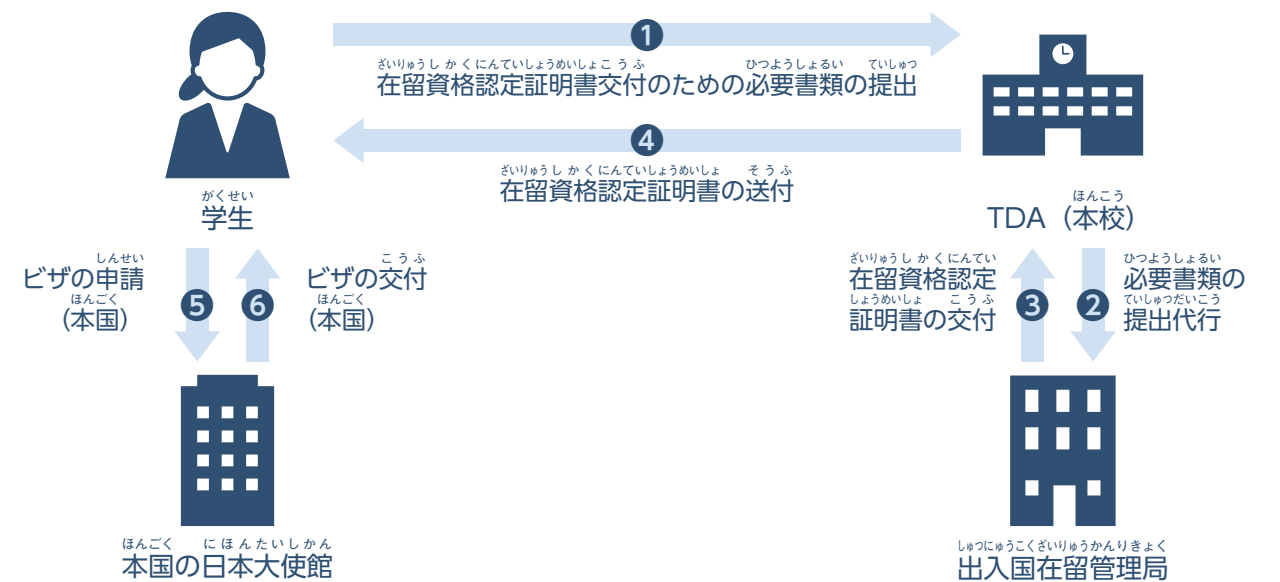 ❶
ざいりゅうしかくにんていしょうめいしょこうふ ひつようしょるい ていしゅつ
在留資格認定証明書交付のための必要書類の提出
❹
ざいりゅうしかくにんていしょうめいしょ そうふ
在留資格認定証明書の送付
がくせい
学生
ほんこう
TDA（本校）
しんせい
ビザの申請
ほんごく
（本国）
❺
❻
こうふ
ビザの交付
ほんごく
（本国）
ざいりゅうしかくにんてい
在留資格認定
しょうめいしょ こうふ
証明書の交付
❸
❷
ひつようしょるい
必要書類の
ていしゅつだいこう
提出代行
ほんごく にほんたいしかん
本国の日本大使館
しゅつにゅうこくざいりゅうかんりきょく
出入国在留管理局